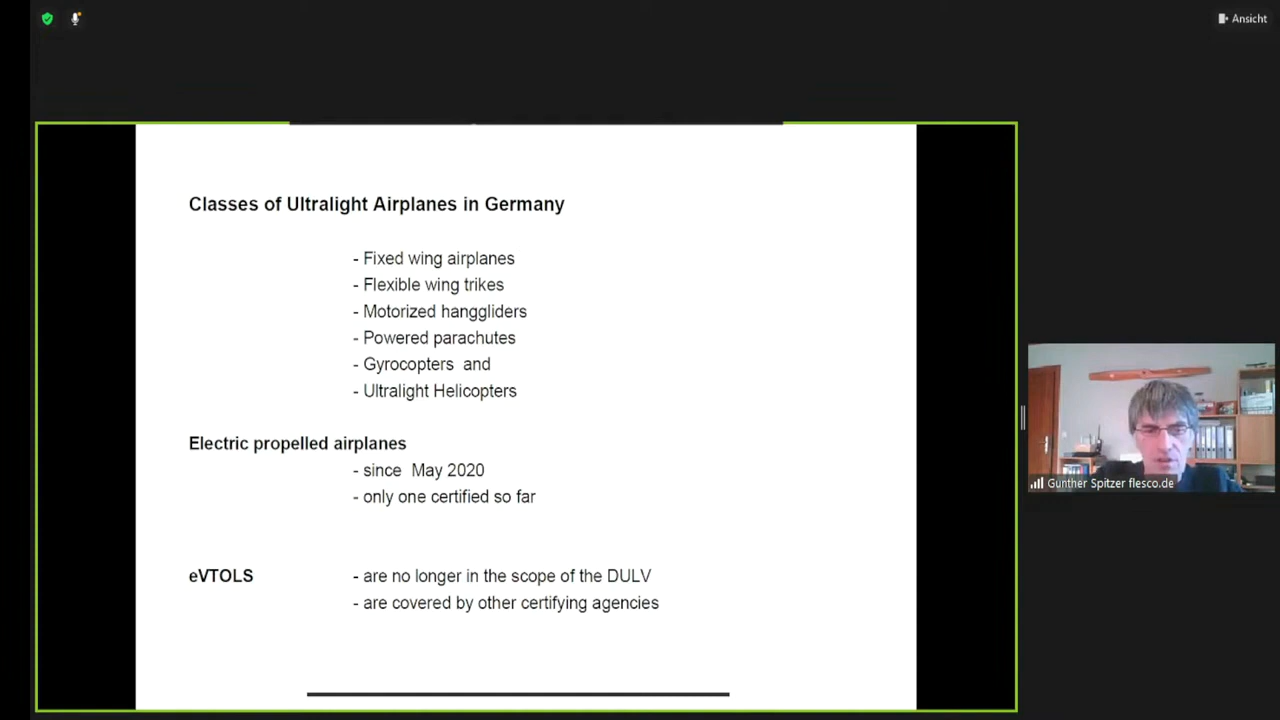 Ansicht
Classes of Ultralight Airplanes in Germany
- Fixed wing airplanes
- Flexible wing trikes
- Motorized hanggliders
- Powered parachutes
- Gyrocopters and
- Ultralight Helicopters
Electric propelled airplanes
- since May 2020
- only one certified so far
eVTOLS - are no longer in the scope of the DULV
- are covered by other certifying agencies
Gunther Spitzer flesco.de